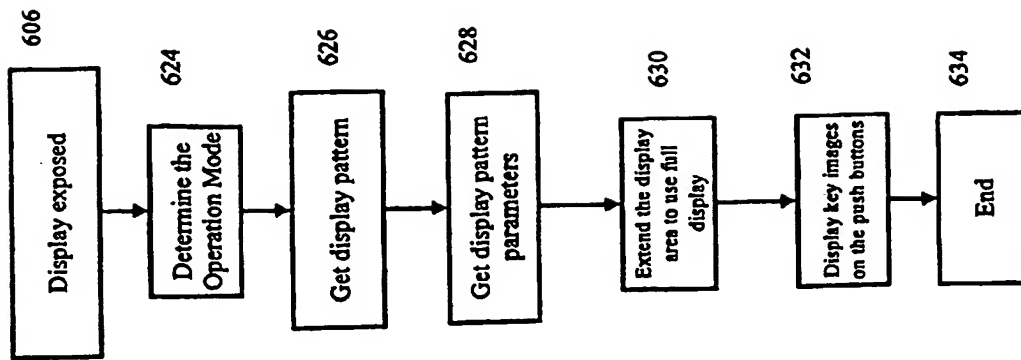 606
Display exposed
624
Determine the
Operation Mode
626
Get display pattern
628
Get display pattern
parameters
630
Extend the display
area to use full
display
632
Display key images
on the push buttons
634
End